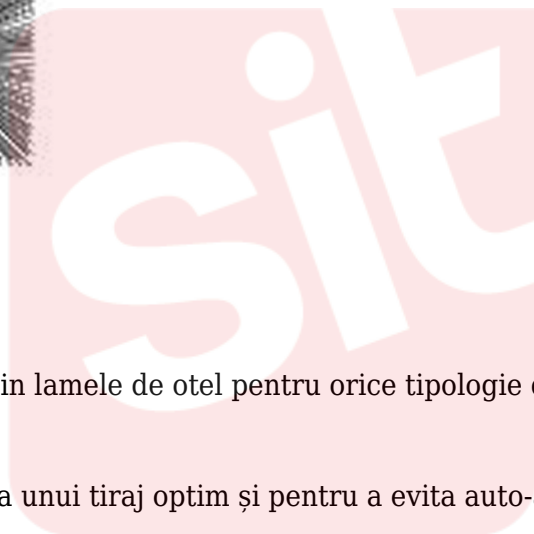 sit
in lamele de otel pentru orice tipologie
a unui tiraj optim și pentru a evita auto-